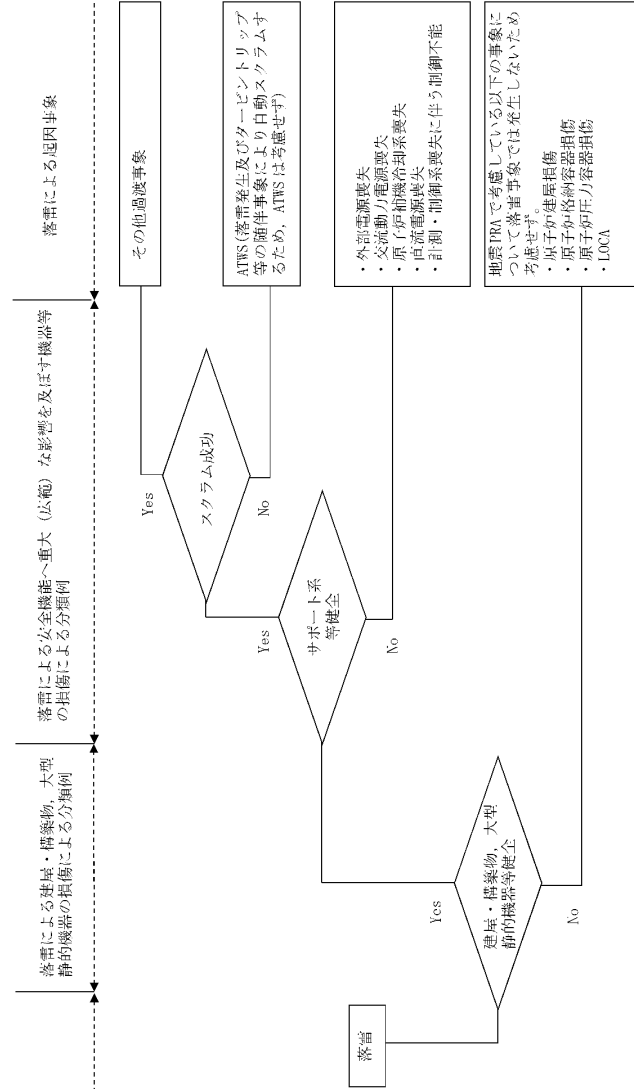 落雷による建屋・構築物，大型
静的機器の損傷による分類例
落雷による安全機能へ重大（広範）な影響を及ぼす機器等
の損傷による分類例
落雷による起因事象
落雷
建屋・構築物，大型
静的機器等健全
Yes
No
サポート系
等健全
Yes
No
スクラム成功
Yes
No
その他過渡事象
ATWS(落雷発生及びタービントリップ
等の随伴事象により自動スクラムす
るため，ATWSは考慮せず)
・外部電源喪失
・交流動力電源喪失
・原子炉補機冷却系喪失
・直流電源喪失
・計測・制御系喪失に伴う制御不能
地震PRAで考慮している以下の事象に
ついて落雷事象では発生しないため
考慮せず。
・原子炉建屋損傷
・原子炉格納容器損傷
・原子炉圧力容器損傷
・LOCA